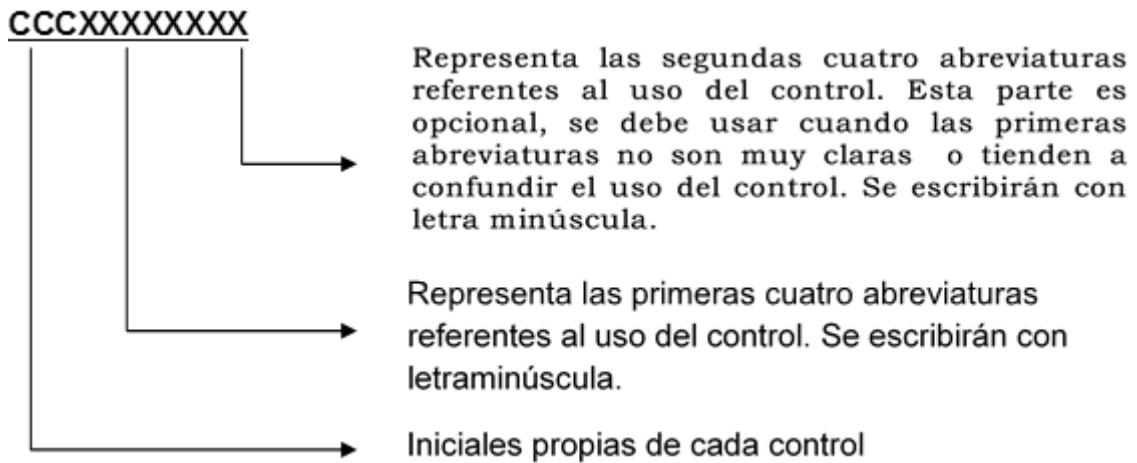 CCCXXXXXXXX
Representa las segundas cuatro abreviaturas
referentes al uso del control. Esta parte es
opcional, se debe usar cuando las primeras
abreviaturas no son muy claras o tienden a
confundir el uso del control. Se escribirán con
letra minúscula.
Representa las primeras cuatro abreviaturas
referentes al uso del control. Se escribirán con
letraminúscula.
Iniciales propias de cada control